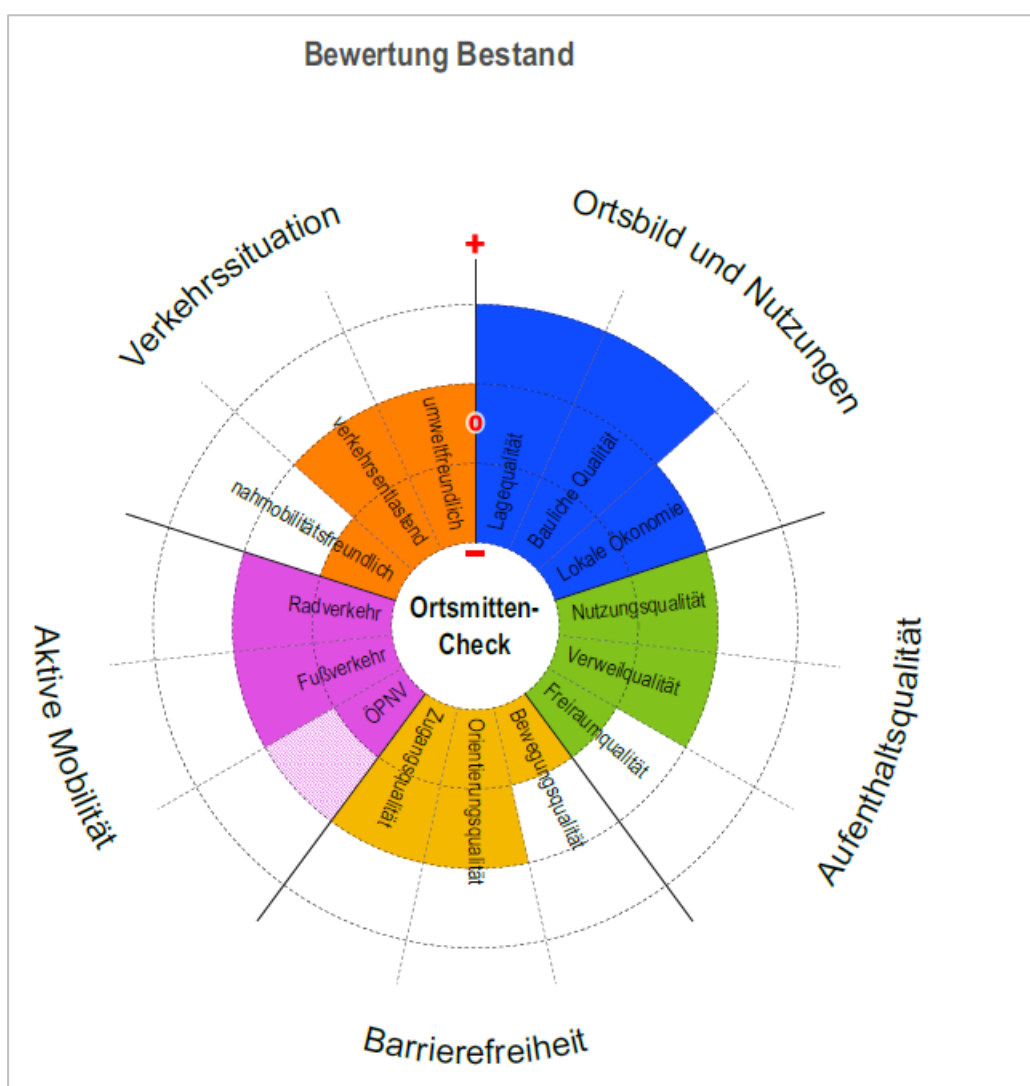 Bewertung Bestand
Verkehrssituation
Ortsbild und Nutzungen
+
o
−
umweltfreundlich
verkehrsentlastend
nahmobilitätsfreundlich
Lagequalität
Bauliche Qualität
Lokale Ökonomie
Ortsmitten-
Check
Radverkehr
Fußverkehr
ÖPNV
Nutzungsqualität
Verweilqualität
Freiraumqualität
Zugangsqualität
Orientierungsqualität
Bewegungsqualität
Aktive Mobilität
Aufenthaltsqualität
Barrierefreiheit